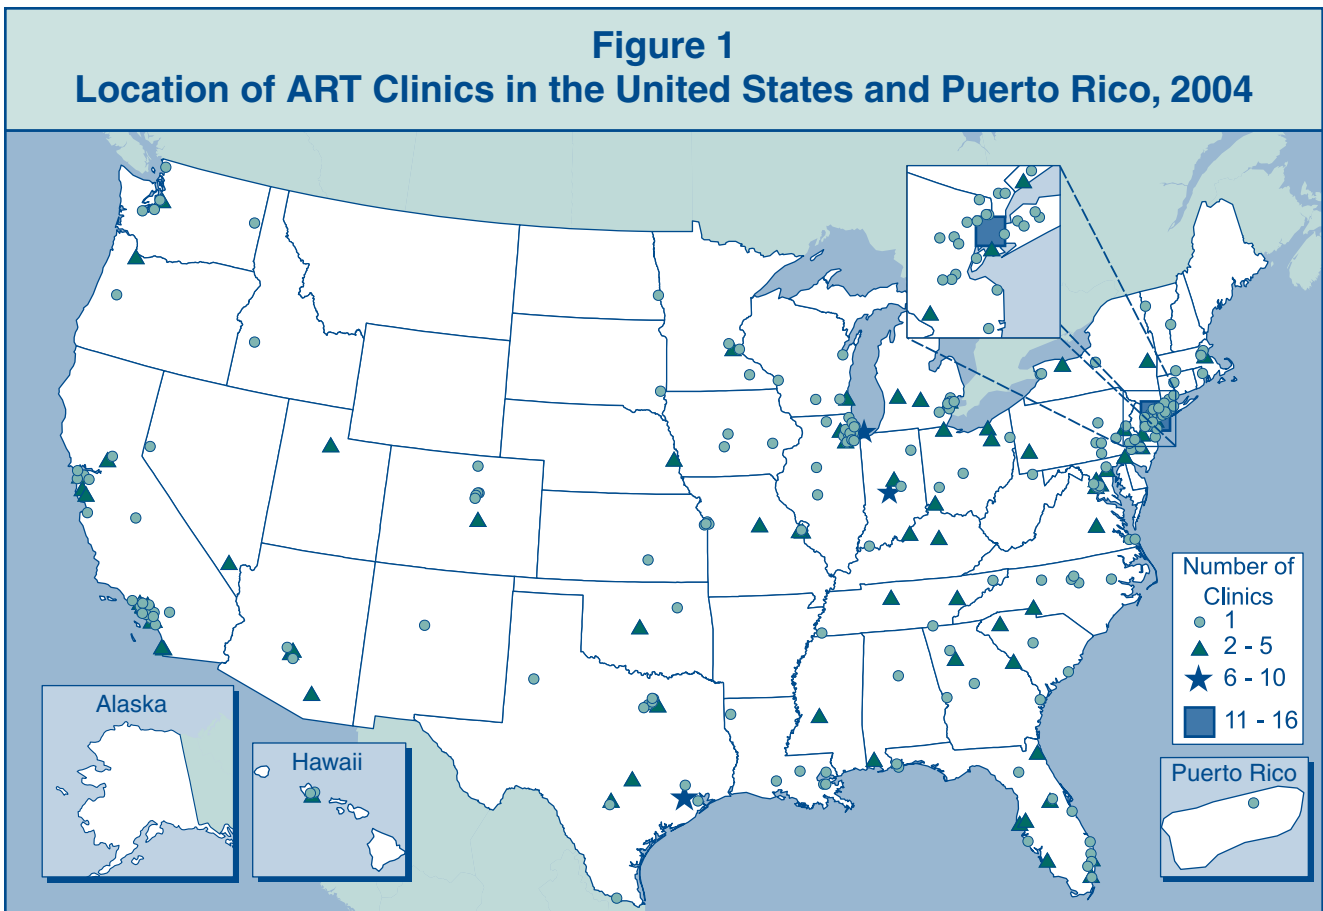 Figure 1
Location of ART Clinics in the United States and Puerto Rico, 2004
Number of
Clinics
1
2 - 5
6 - 10
11 - 16
Alaska
Hawaii
Puerto Rico